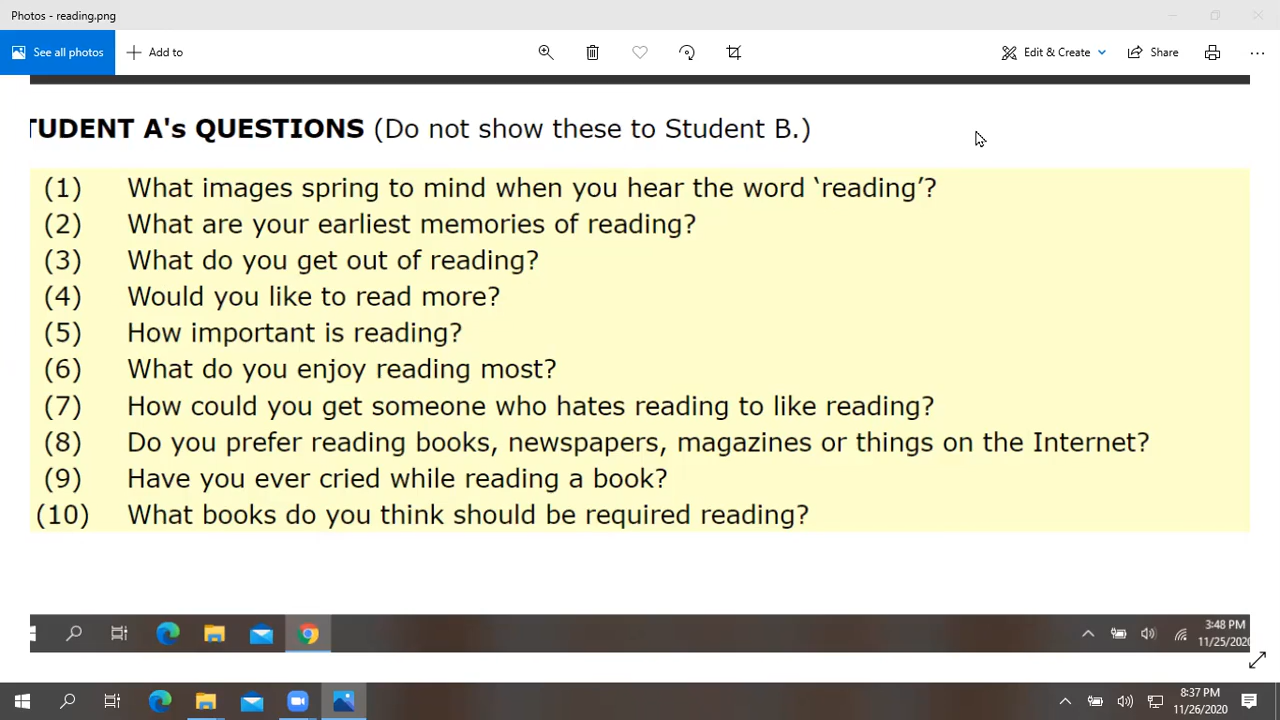 Photos - reading.png
See all photos
Add to
Edit & Create
Share
TUDENT A's QUESTIONS (Do not show these to Student B.)
(1) What images spring to mind when you hear the word ‘reading’?
(2) What are your earliest memories of reading?
(3) What do you get out of reading?
(4) Would you like to read more?
(5) How important is reading?
(6) What do you enjoy reading most?
(7) How could you get someone who hates reading to like reading?
(8) Do you prefer reading books, newspapers, magazines or things on the Internet?
(9) Have you ever cried while reading a book?
(10) What books do you think should be required reading?
3:48 PM
11/25/2020
8:37 PM
11/26/2020